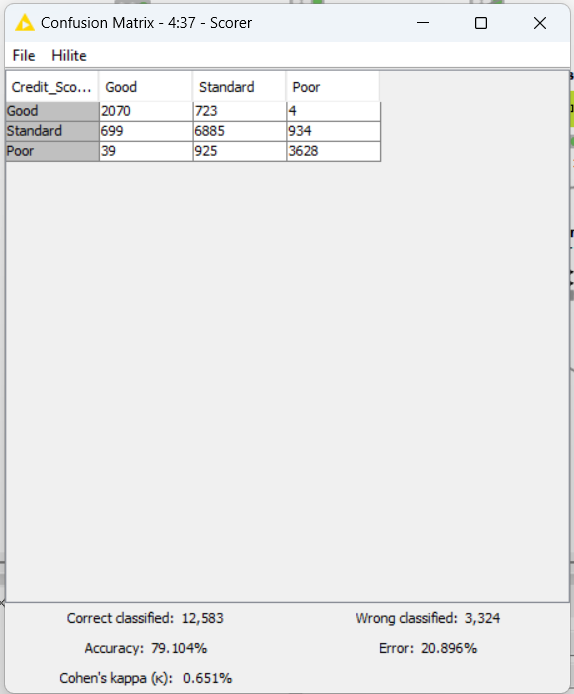 Confusion Matrix - 4:37 - Scorer
File Hilite
Credit_Sco... Good Standard Poor
Good 2070 723 4
Standard 699 6885 934
Poor 39 925 3628
Correct classified: 12,583 Wrong classified: 3,324
Accuracy: 79.104% Error: 20.896%
Cohen's kappa (κ): 0.651%